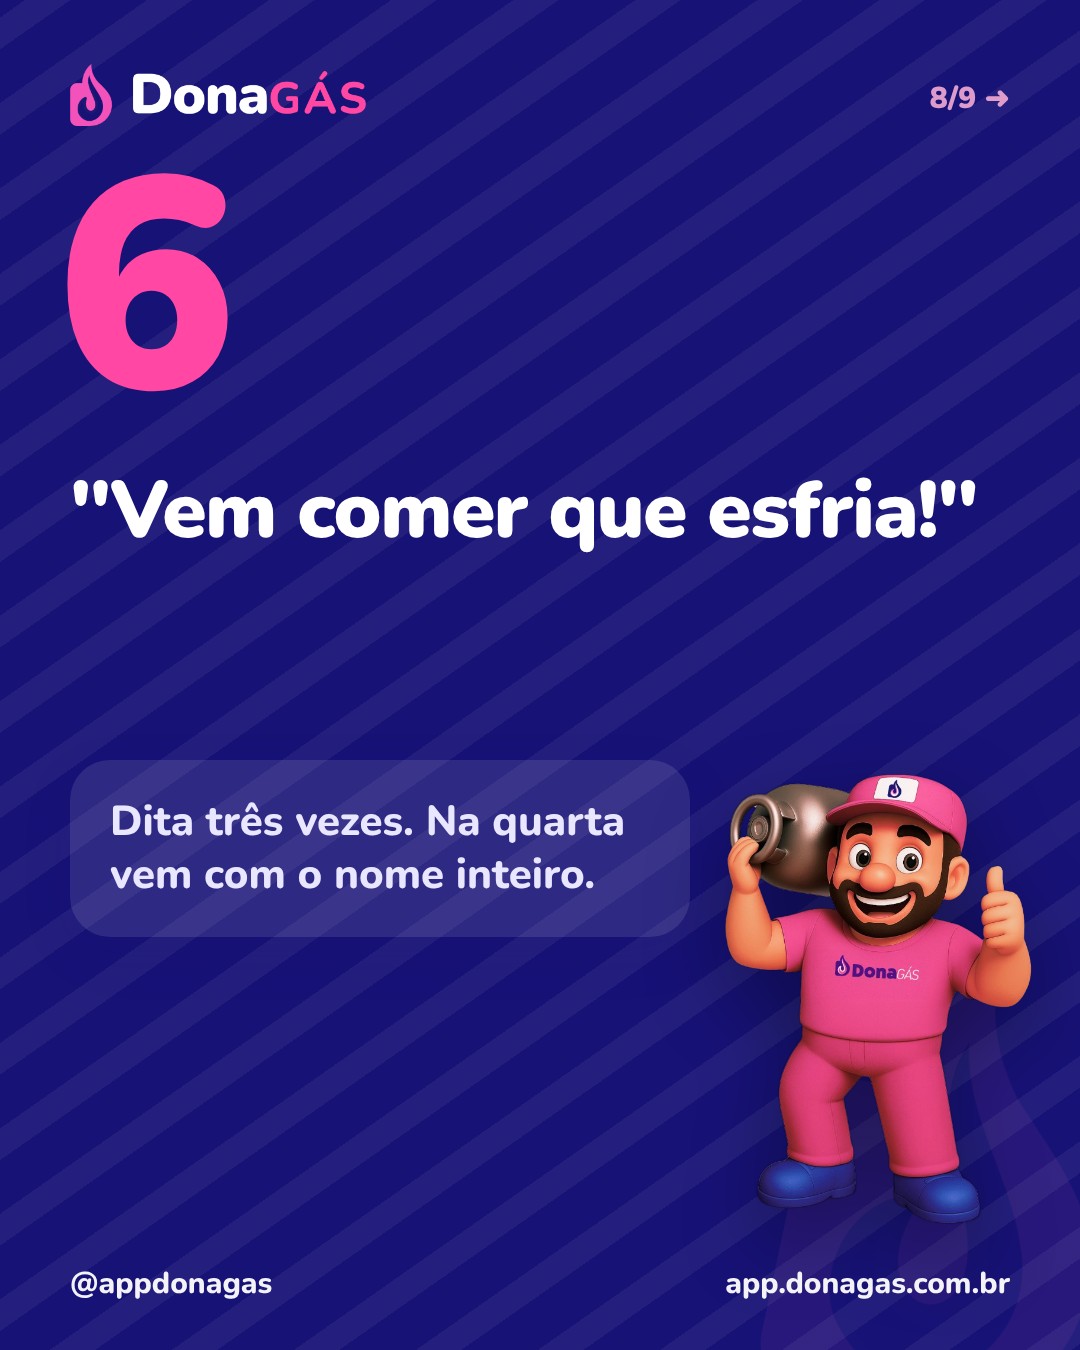 DonaGÁS
8/9 →
6
"Vem comer que esfria!"
Dita três vezes. Na quarta
vem com o nome inteiro.
DonaGÁS
@appdonagas
app.donagas.com.br